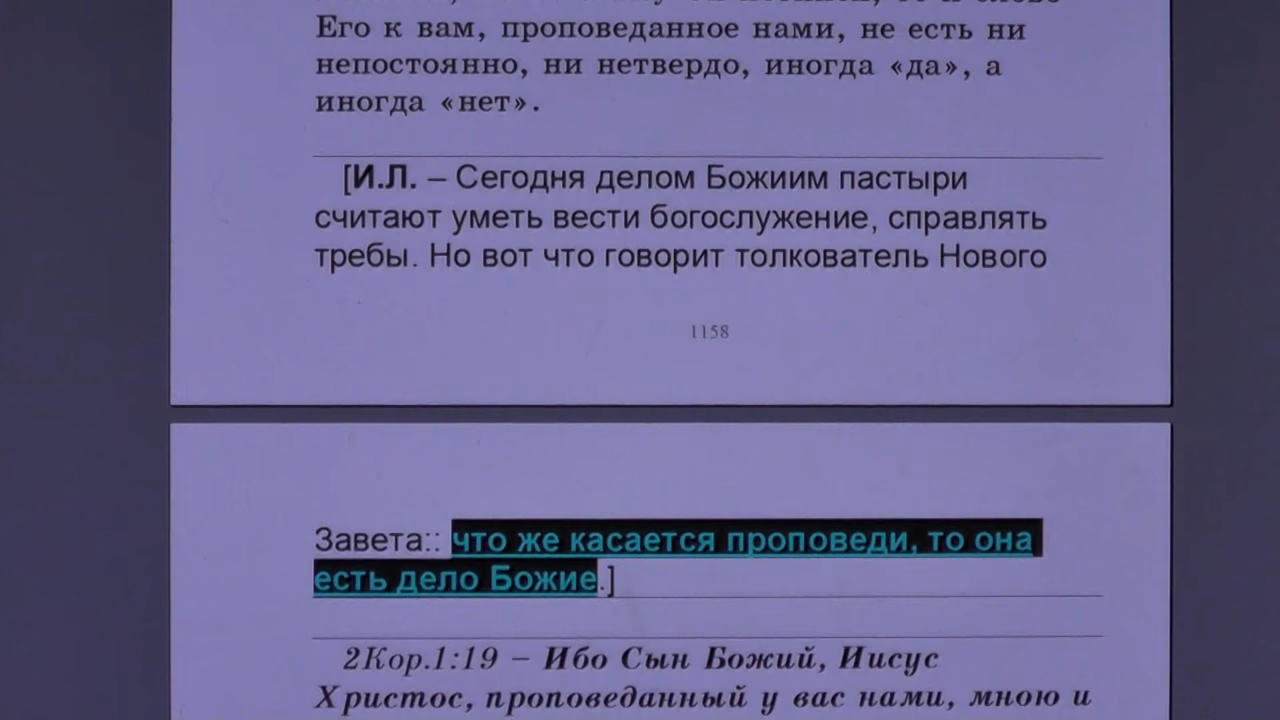 Его к вам, проповеданное нами, не есть ни
непостоянно, ни нетвердо, иногда «да», а
иногда «нет».
[И.Л. – Сегодня делом Божиим пастыри
считают уметь вести богослужение, справлять
требы. Но вот что говорит толкователь Нового
1158
Завета:: что же касается проповеди, то она
есть дело Божие.]
2Кор.1:19 – Ибо Сын Божий, Иисус
Христос, проповеданный у вас нами, мною и